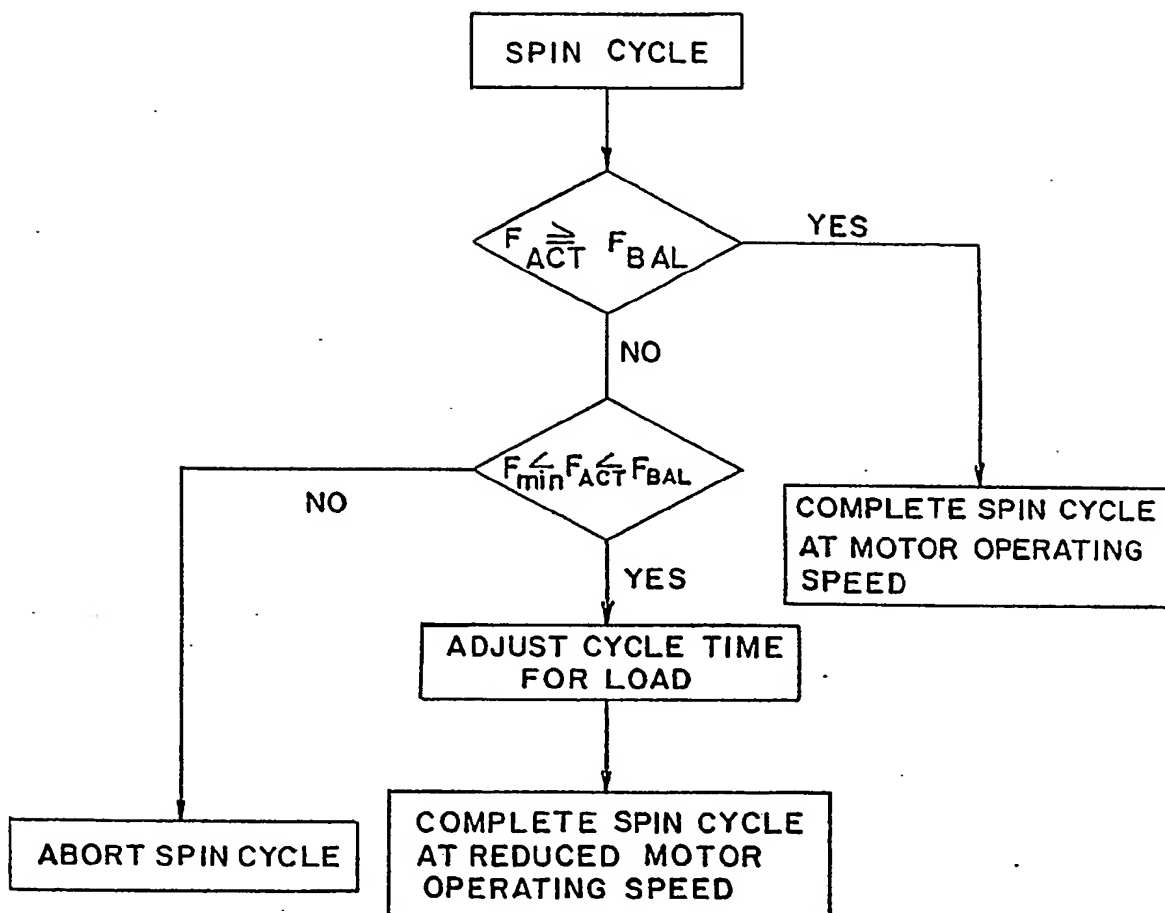 SPIN CYCLE
F ACT ≧ F BAL
YES
NO
F min < F ACT < F BAL
NO
YES
COMPLETE SPIN CYCLE
AT MOTOR OPERATING
SPEED
ADJUST CYCLE TIME
FOR LOAD
ABORT SPIN CYCLE
COMPLETE SPIN CYCLE
AT REDUCED MOTOR
OPERATING SPEED